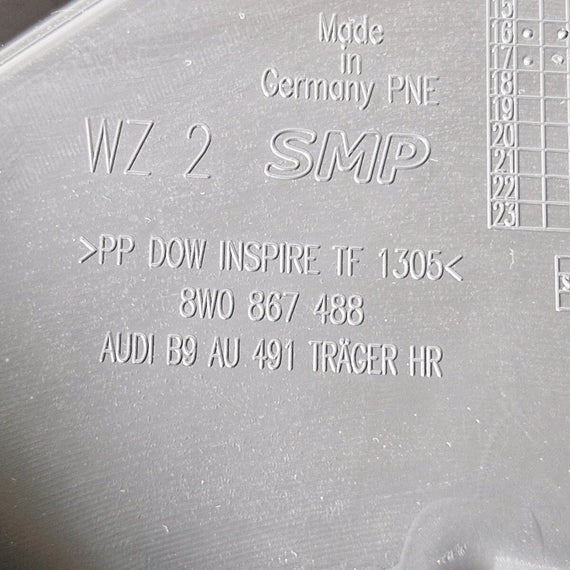 Made
in
Germany PNE
WZ 2 SMP
15
16
17
18
19
20
21
22
23
>PP DOW INSPIRE TF 1305<
8W0 867 488
AUDI B9 AU 491 TRÄGER HR